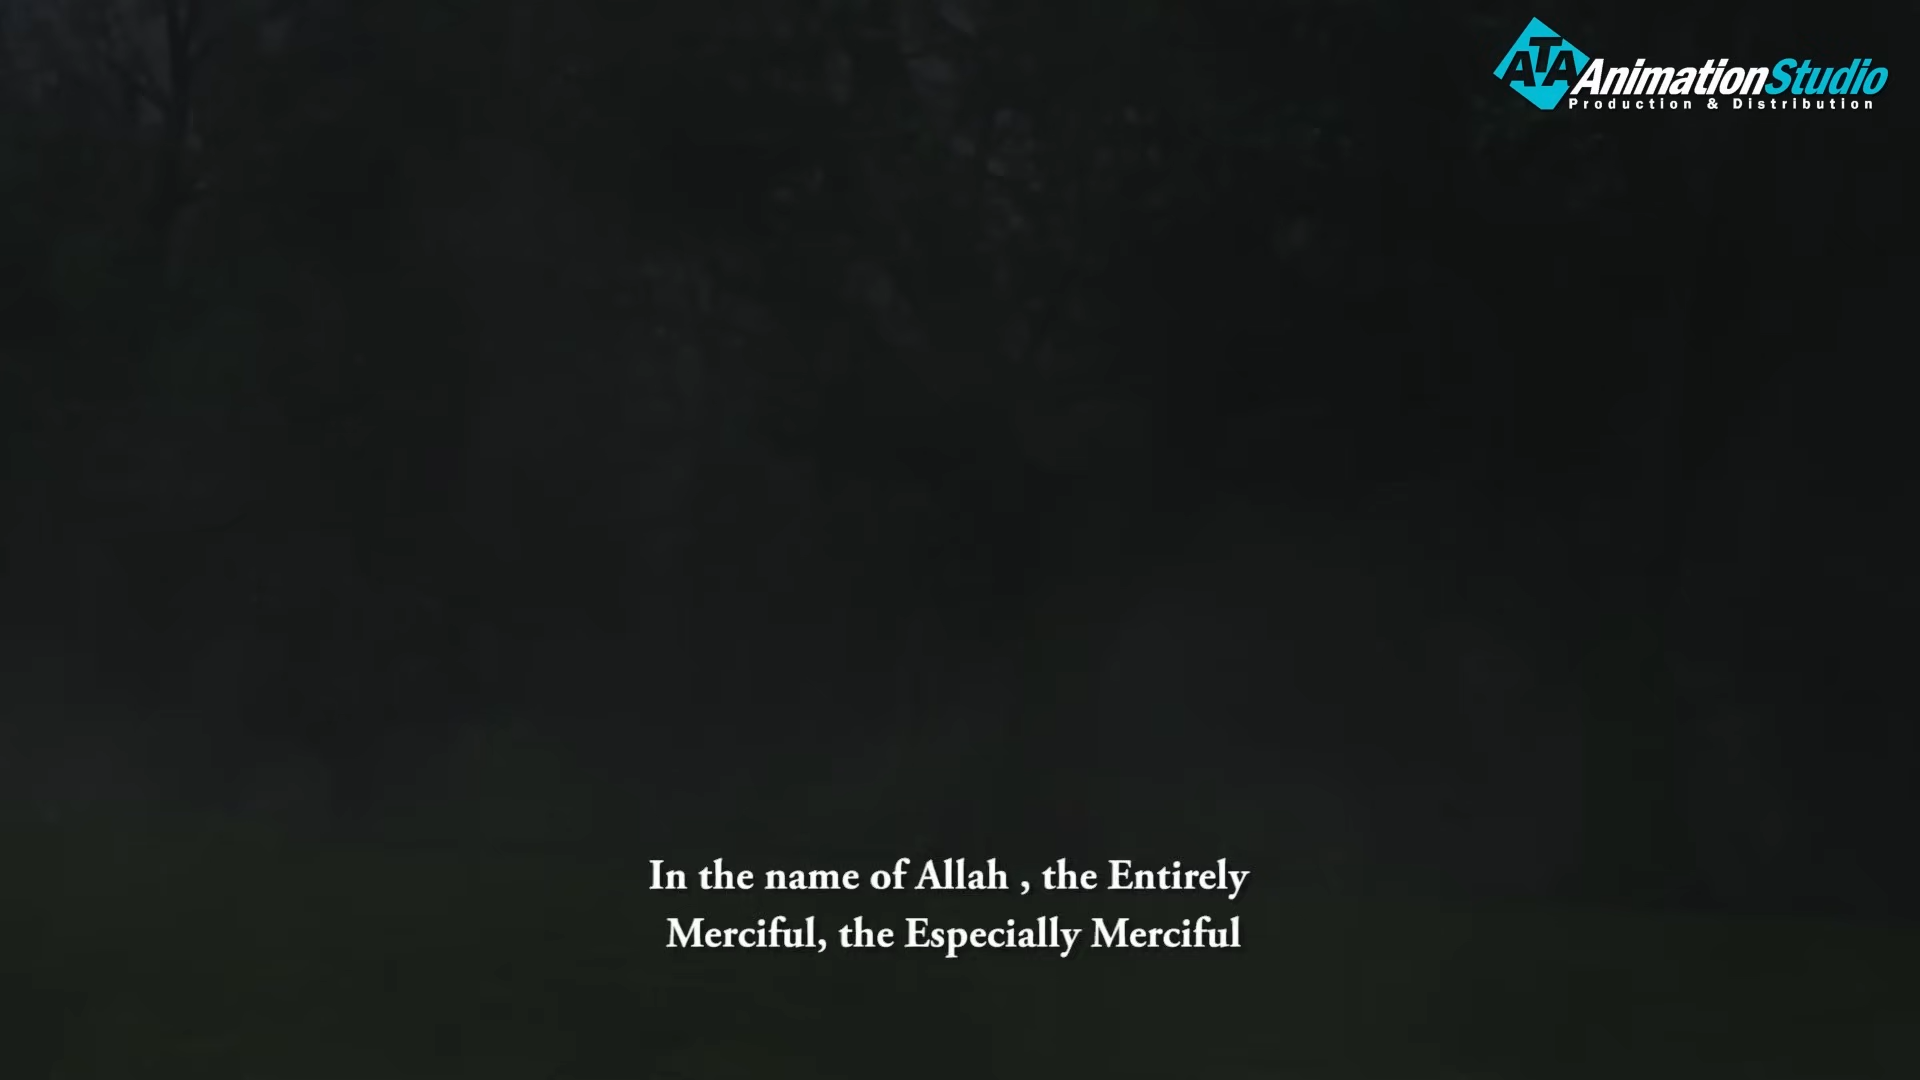 ATA AnimationStudio
Production & Distribution
In the name of Allah , the Entirely
Merciful, the Especially Merciful